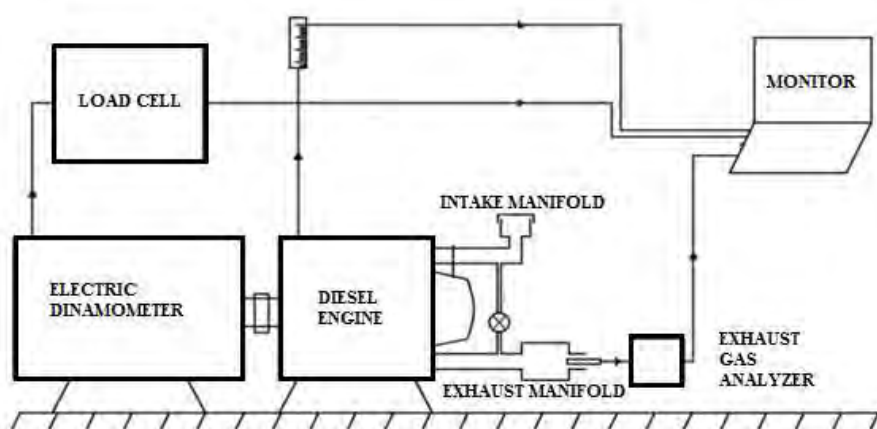 LOAD CELL
MONITOR
INTAKE MANIFOLD
ELECTRIC
DINAMOMETER
DIESEL
ENGINE
EXHAUST MANIFOLD
EXHAUST
GAS
ANALYZER